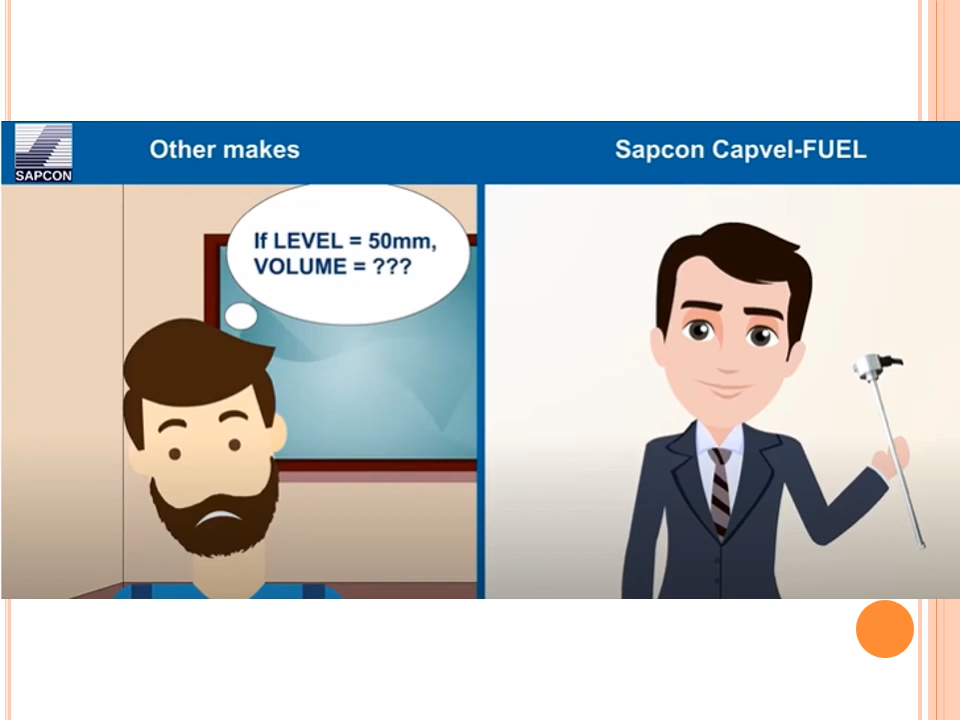 SAPCON
Other makes
Sapcon Capvel-FUEL
If LEVEL = 50mm,
VOLUME = ???